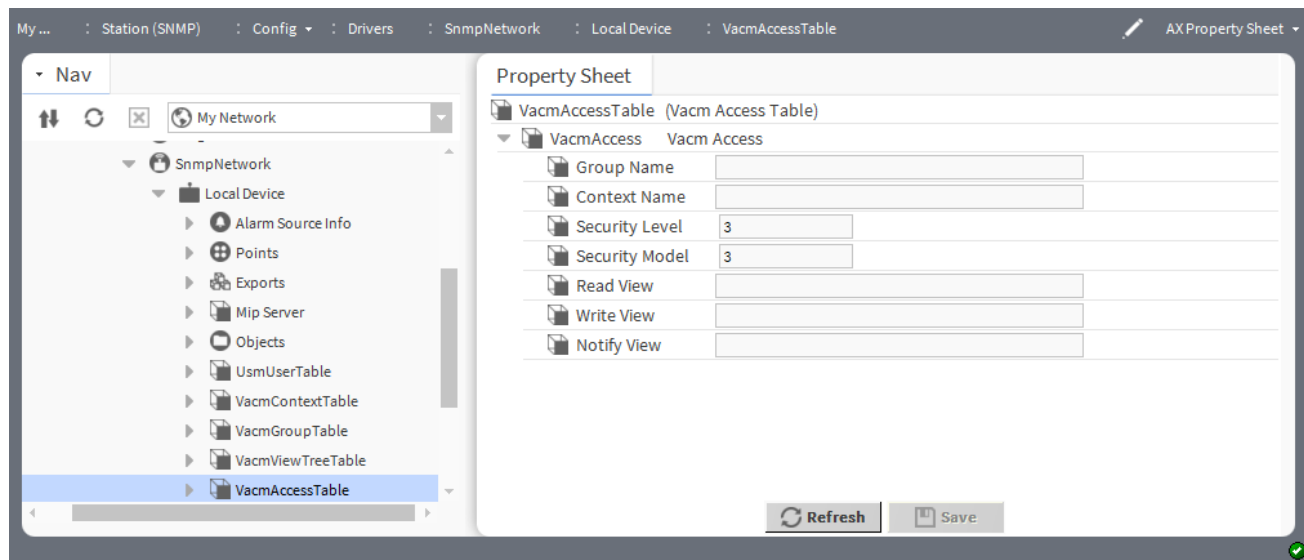 My ... : Station (SNMP) : Config : Drivers : SnmpNetwork : Local Device : VacmAccessTable AX Property Sheet
Nav
My Network
SnmpNetwork
Local Device
Alarm Source Info
Points
Exports
Mip Server
Objects
UsmUserTable
VacmContextTable
VacmGroupTable
VacmViewTreeTable
VacmAccessTable
Property Sheet
VacmAccessTable (Vacm Access Table)
VacmAccess Vacm Access
Group Name
Context Name
Security Level 3
Security Model 3
Read View
Write View
Notify View
Refresh Save